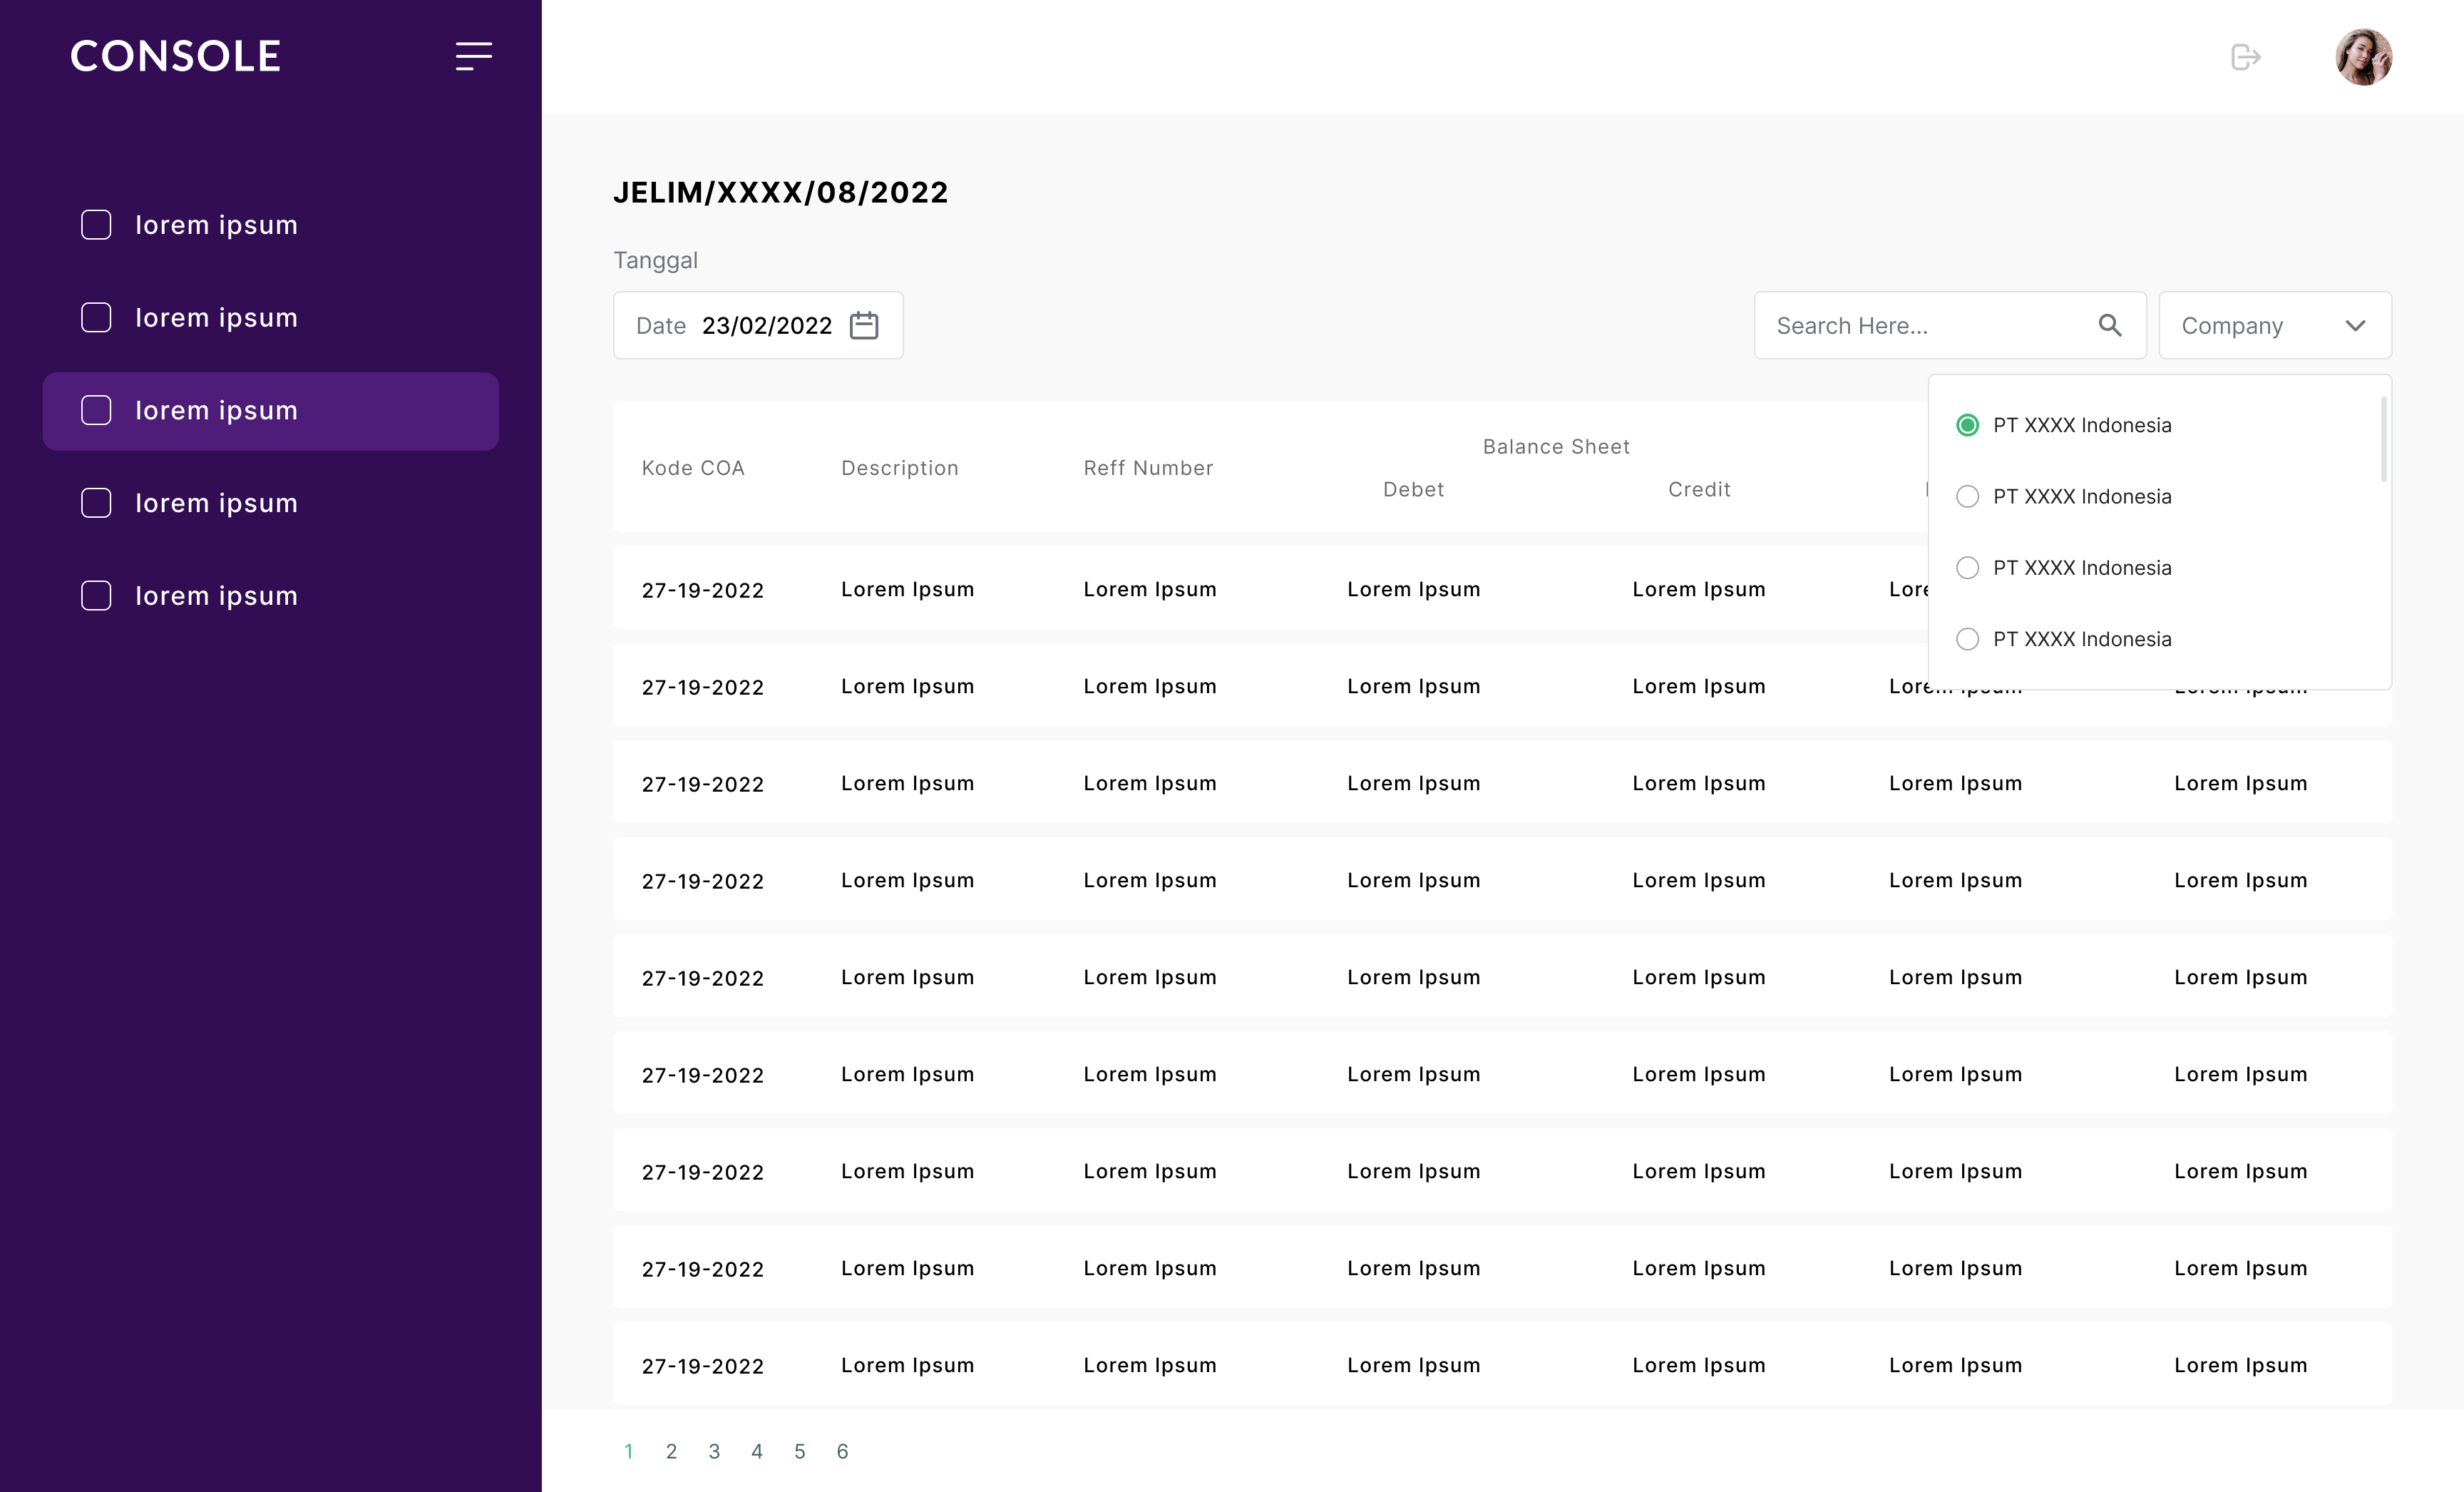 CONSOLE
lorem ipsum
lorem ipsum
lorem ipsum
lorem ipsum
lorem ipsum
JELIM/XXXX/08/2022
Tanggal
Date 23/02/2022
Search Here...
Company
PT XXXX Indonesia
PT XXXX Indonesia
PT XXXX Indonesia
PT XXXX Indonesia
Kode COA Description Reff Number Balance Sheet
Debet Credit
27-19-2022 Lorem Ipsum Lorem Ipsum Lorem Ipsum Lorem Ipsum
27-19-2022 Lorem Ipsum Lorem Ipsum Lorem Ipsum Lorem Ipsum
27-19-2022 Lorem Ipsum Lorem Ipsum Lorem Ipsum Lorem Ipsum Lorem Ipsum Lorem Ipsum
27-19-2022 Lorem Ipsum Lorem Ipsum Lorem Ipsum Lorem Ipsum Lorem Ipsum Lorem Ipsum
27-19-2022 Lorem Ipsum Lorem Ipsum Lorem Ipsum Lorem Ipsum Lorem Ipsum Lorem Ipsum
27-19-2022 Lorem Ipsum Lorem Ipsum Lorem Ipsum Lorem Ipsum Lorem Ipsum Lorem Ipsum
27-19-2022 Lorem Ipsum Lorem Ipsum Lorem Ipsum Lorem Ipsum Lorem Ipsum Lorem Ipsum
27-19-2022 Lorem Ipsum Lorem Ipsum Lorem Ipsum Lorem Ipsum Lorem Ipsum Lorem Ipsum
27-19-2022 Lorem Ipsum Lorem Ipsum Lorem Ipsum Lorem Ipsum Lorem Ipsum Lorem Ipsum
1 2 3 4 5 6